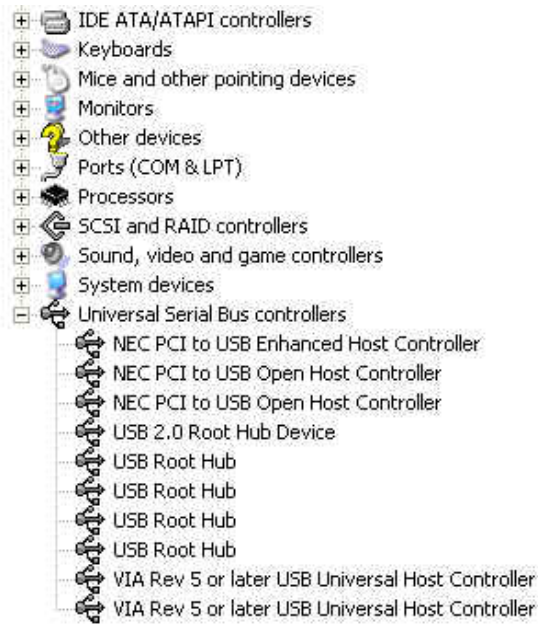 IDE ATA/ATAPI controllers
Keyboards
Mice and other pointing devices
Monitors
Other devices
Ports (COM & LPT)
Processors
SCSI and RAID controllers
Sound, video and game controllers
System devices
Universal Serial Bus controllers
NEC PCI to USB Enhanced Host Controller
NEC PCI to USB Open Host Controller
NEC PCI to USB Open Host Controller
USB 2.0 Root Hub Device
USB Root Hub
USB Root Hub
USB Root Hub
USB Root Hub
VIA Rev 5 or later USB Universal Host Controller
VIA Rev 5 or later USB Universal Host Controller